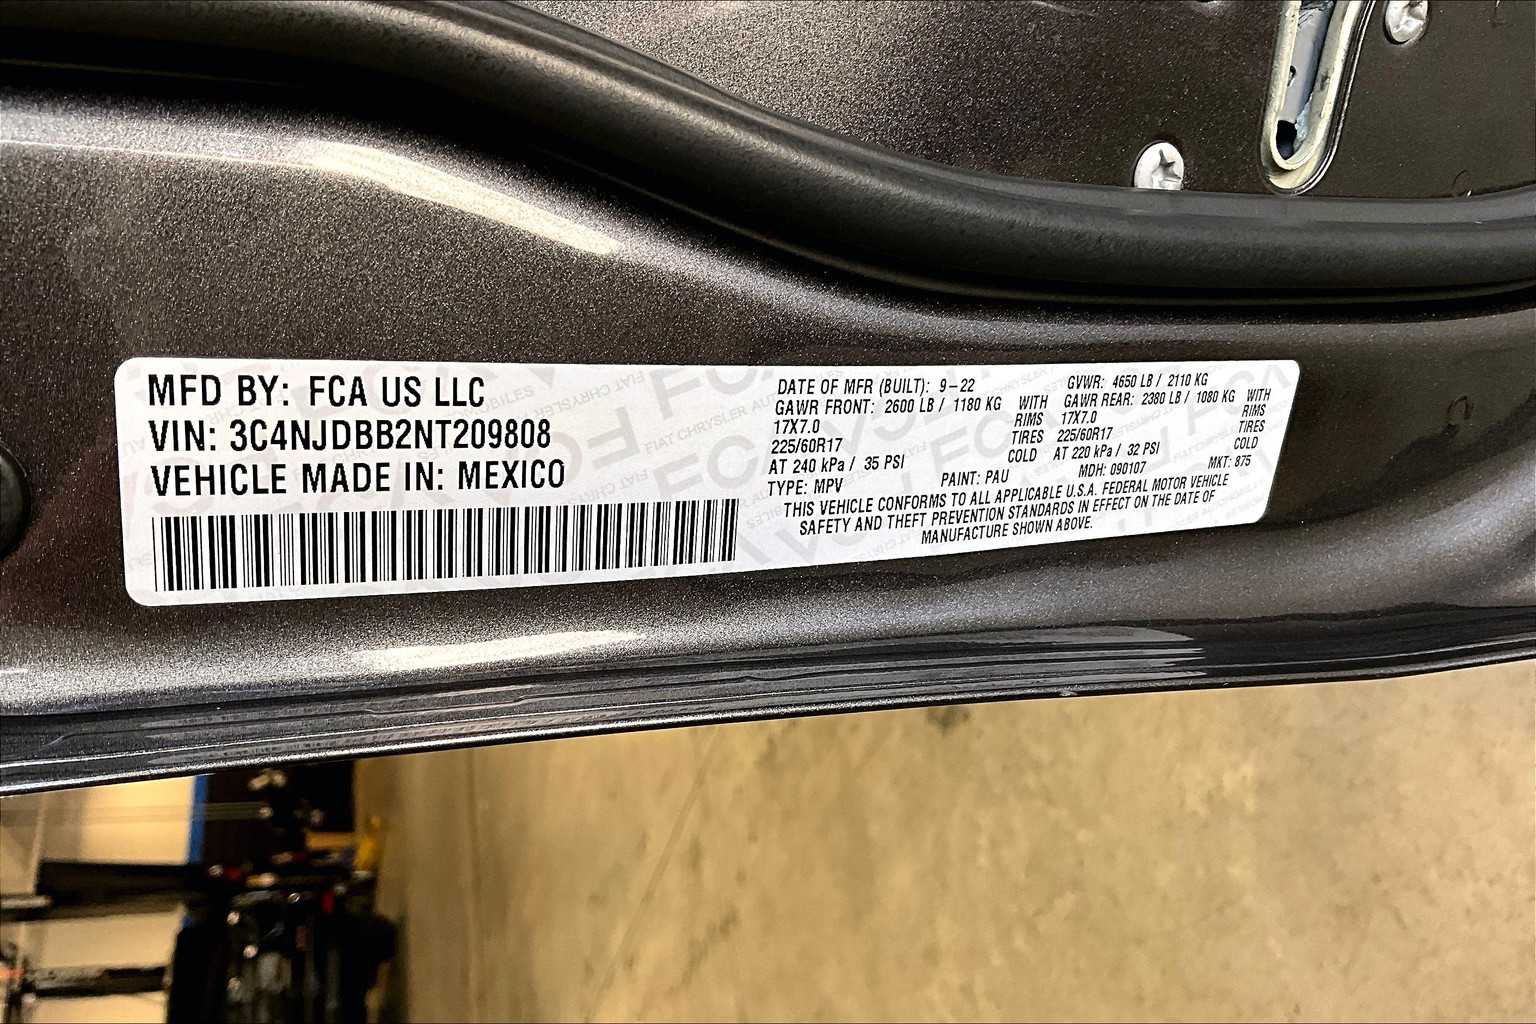 MFD BY: FCA US LLC
VIN: 3C4NJDBB2NT209808
VEHICLE MADE IN: MEXICO
DATE OF MFR (BUILT): 9-22
GAWR FRONT: 2600 LB / 1180 KG WITH
17X7.0 RIMS
225/60R17 TIRES
AT 240 kPa / 35 PSI COLD
TYPE: MPV
GVWR: 4650 LB / 2110 KG
GAWR REAR: 2380 LB / 1080 KG WITH
17X7.0 RIMS
225/60R17 TIRES
AT 220 kPa / 32 PSI COLD
PAINT: PAU MDH: 090107 MKT: 875
THIS VEHICLE CONFORMS TO ALL APPLICABLE U.S.A. FEDERAL MOTOR VEHICLE
SAFETY AND THEFT PREVENTION STANDARDS IN EFFECT ON THE DATE OF
MANUFACTURE SHOWN ABOVE.